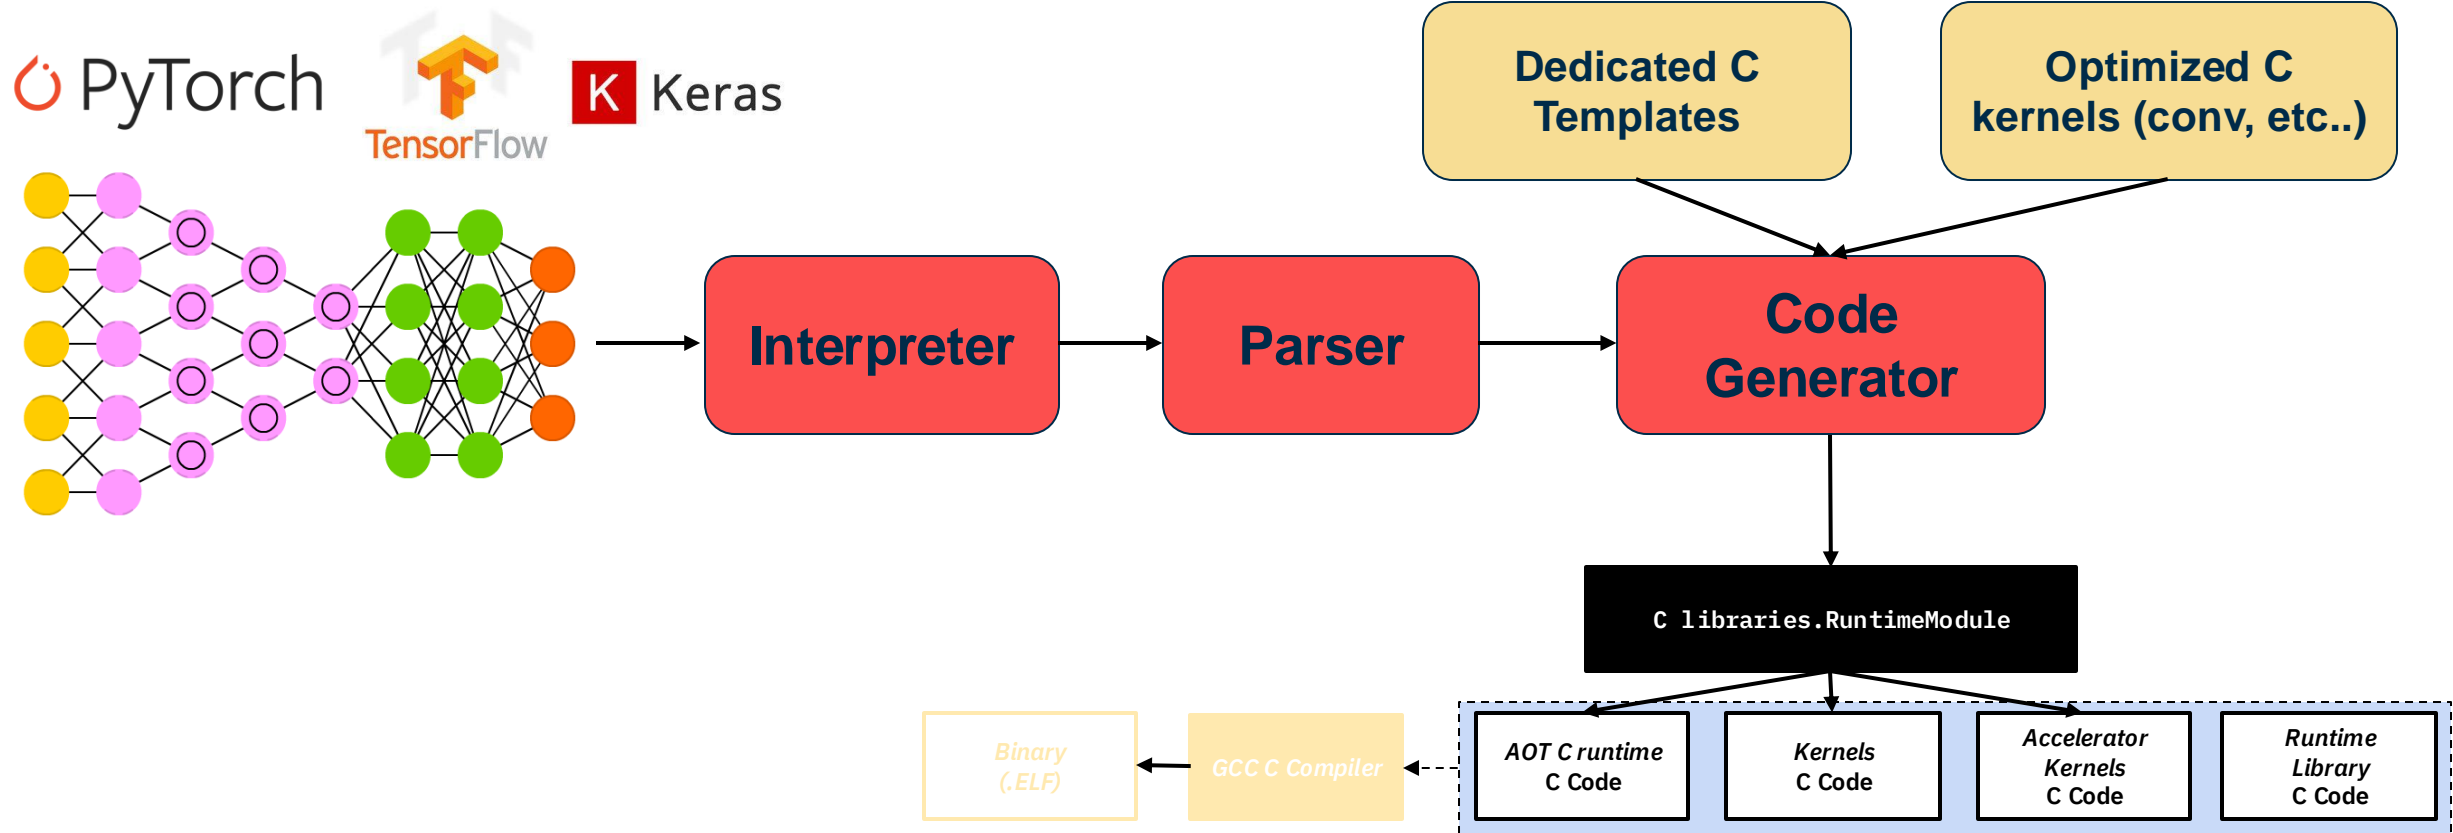 PyTorch
TensorFlow
K Keras
Dedicated C
Templates
Optimized C
kernels (conv, etc..)
Interpreter
Parser
Code
Generator
C libraries.RuntimeModule
Binary
(.ELF)
GCC C Compiler
AOT C runtime
C Code
Kernels
C Code
Accelerator
Kernels
C Code
Runtime
Library
C Code